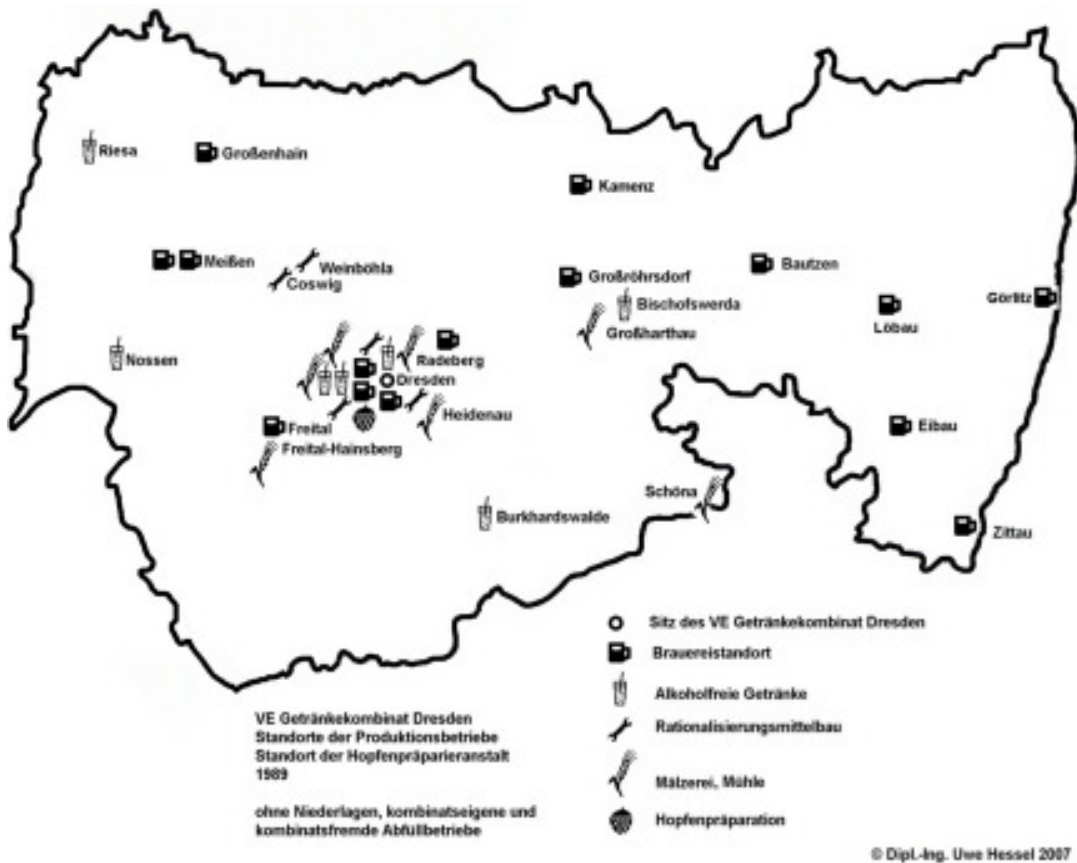 Riesa
Großenhain
Kamenz
Meißen
Weinböhla
Coswig
Großröhrsdorf
Bautzen
Bischofswerda
Görlitz
Löbau
Großharthau
Nossen
Radeberg
Dresden
Heidenau
Freital
Freital-Hainsberg
Eibau
Schöna
Burkhardswalde
Zittau
Sitz des VE Getränkekombinat Dresden
Brauereistandort
Alkoholfreie Getränke
Rationalisierungsmittelbau
Mälzerei, Mühle
Hopfenpräparation
VE Getränkekombinat Dresden
Standorte der Produktionsbetriebe
Standort der Hopfenpräparieranstalt
1989
ohne Niederlagen, kombinatseigene und
kombinatsfremde Abfüllbetriebe
© Dipl.-Ing. Uwe Hessel 2007